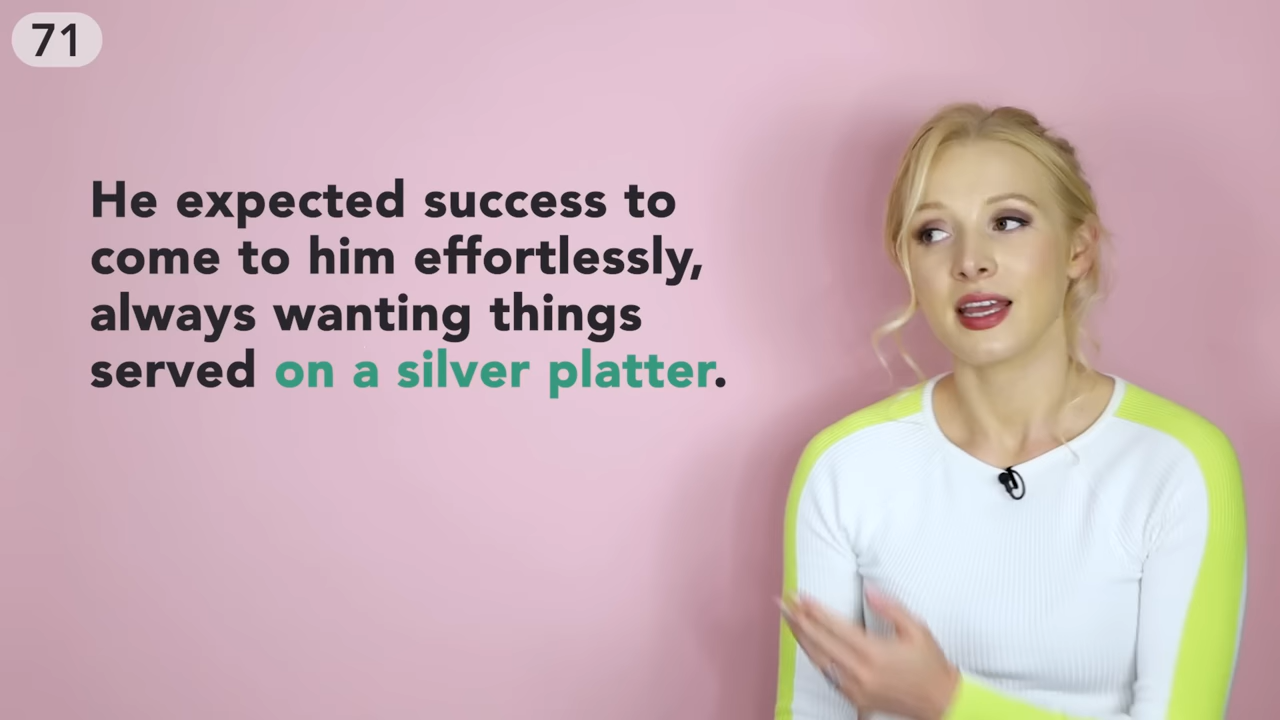 71
He expected success to
come to him effortlessly,
always wanting things
served on a silver platter.